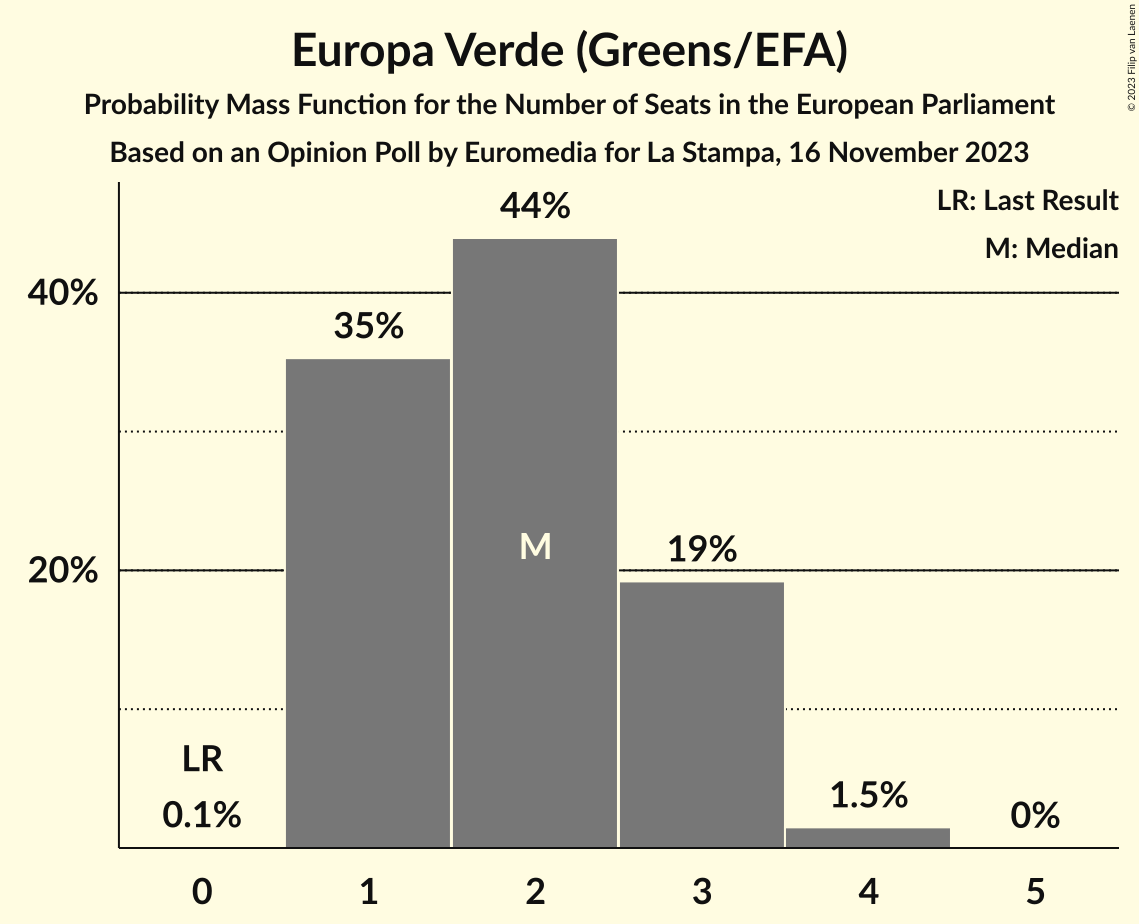 Europa Verde (Greens/EFA)
Probability Mass Function for the Number of Seats in the European Parliament
Based on an Opinion Poll by Euromedia for La Stampa, 16 November 2023
© 2023 Filip van Laenen
LR: Last Result
M: Median
44%
40%
35%
M
19%
20%
LR
0.1%
1.5%
0%
0 1 2 3 4 5